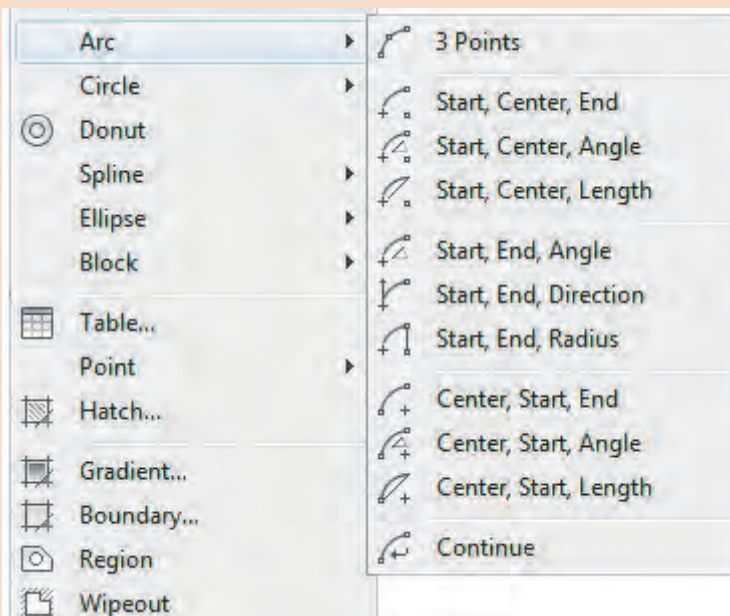 Arc
Circle
Donut
Spline
Ellipse
Block
Table...
Point
Hatch...
Gradient...
Boundary...
Region
Wipeout
3 Points
Start, Center, End
Start, Center, Angle
Start, Center, Length
Start, End, Angle
Start, End, Direction
Start, End, Radius
Center, Start, End
Center, Start, Angle
Center, Start, Length
Continue